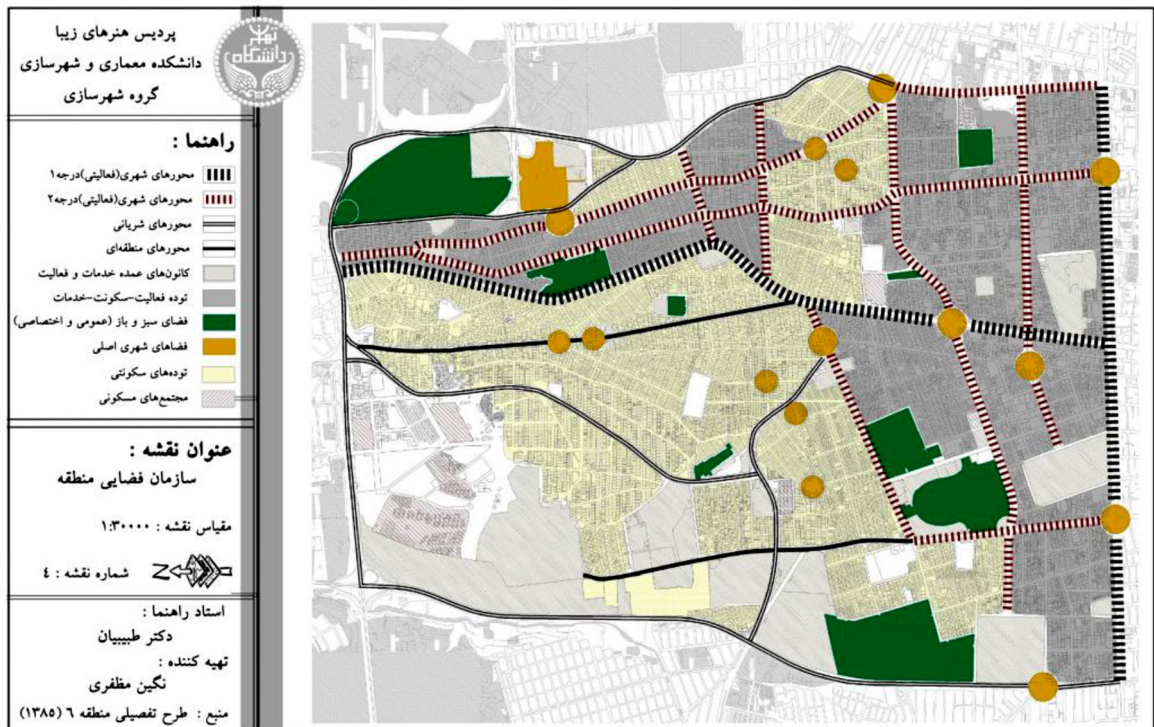 پردیس هنرهای زیبا
دانشکده معماری و شهرسازی
گروه شهرسازی
دانشگاه تهران
راهنما :
محورهای شهری(فعالیتی)درجه۱
محورهای شهری(فعالیتی)درجه۲
محورهای شریانی
محورهای منطقه‌ای
کانون‌های عمده خدمات و فعالیت
توده فعالیت-سکونت-خدمات
فضای سبز و باز (عمومی و اختصاصی)
فضاهای شهری اصلی
توده‌های سکونتی
مجتمع‌های مسکونی
عنوان نقشه :
سازمان فضایی منطقه
مقیاس نقشه : ۱:۳۰۰۰۰
شماره نقشه : ٤
N
استاد راهنما :
دکتر طبیبیان
تهیه کننده :
نگین مظفری
منبع : طرح تفصیلی منطقه ٦ (۱۳۸۵)